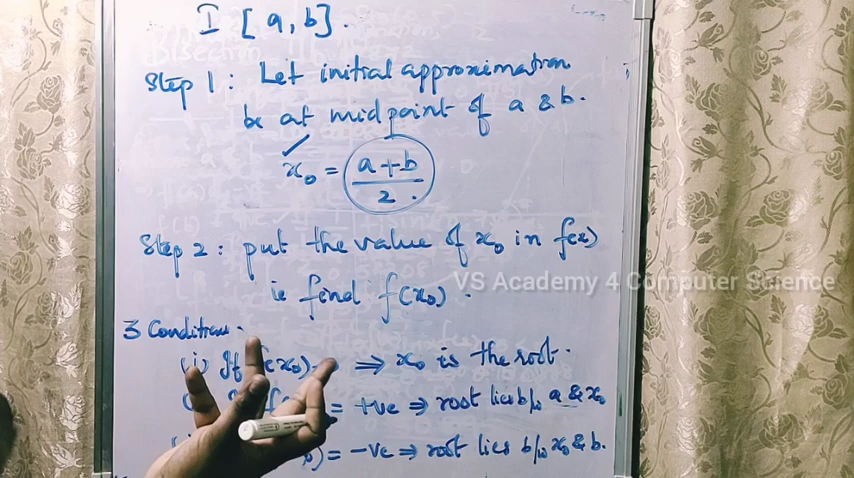 I [a, b].
Step 1: Let initial approximation
be at midpoint of a & b.
x₀ = a+b/2.
Step 2: put the value of x₀ in f(x)
ie find f(x₀).
VS Academy 4 Computer Science
3 Conditions.
(i) If f(x₀) ⇒ x₀ is the root.
= +ve ⇒ root lies b/w a & x₀
) = -ve ⇒ root lies b/w x₀ & b.